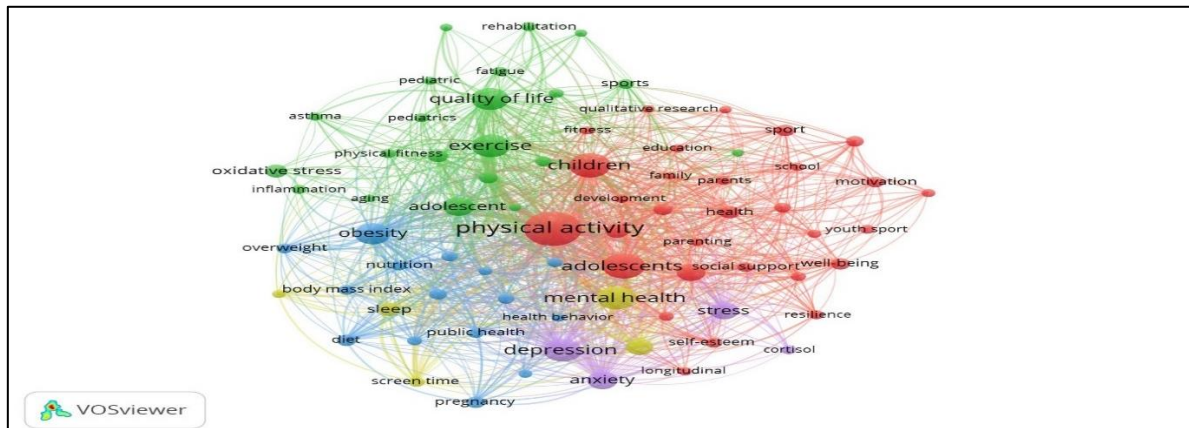 rehabilitation
fatigue
pediatric
sports
quality of life
qualitative research
asthma
pediatrics
fitness
sport
exercise
education
physical fitness
children
school
oxidative stress
family
parents
motivation
inflammation
aging
development
adolescent
health
physical activity
youth sport
obesity
parenting
overweight
nutrition
adolescents
social support
well-being
body mass index
mental health
sleep
stress
health behavior
resilience
diet
public health
self-esteem
depression
cortisol
longitudinal
screen time
anxiety
pregnancy
VOSviewer